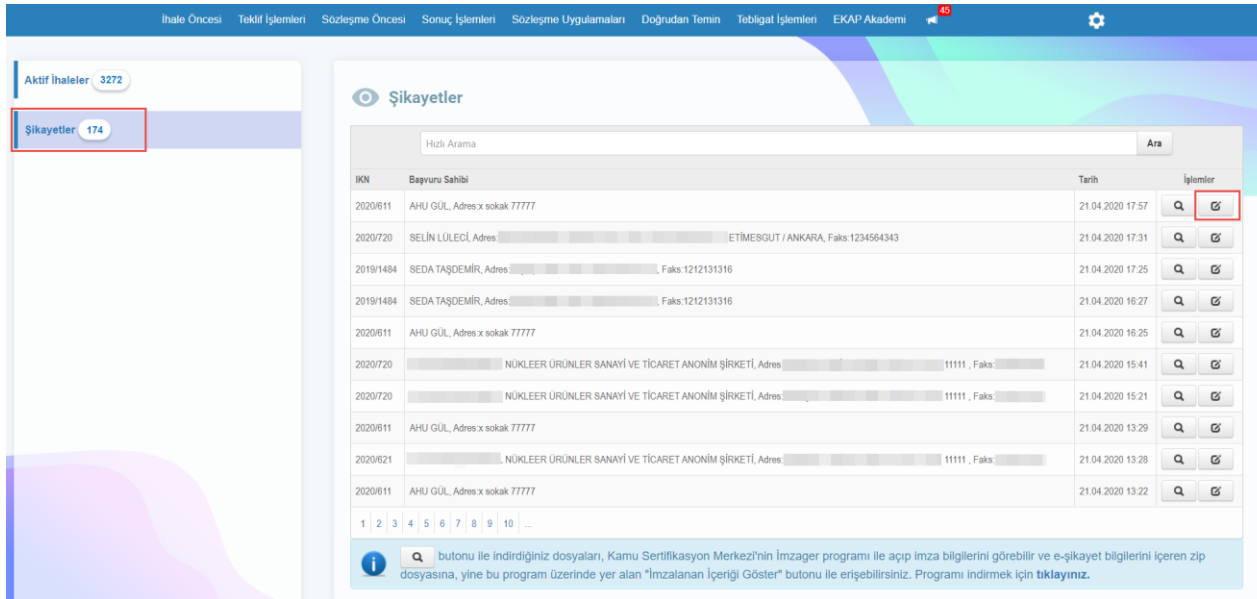 İhale Öncesi Teklif İşlemleri Sözleşme Öncesi Sonuç İşlemleri Sözleşme Uygulamaları Doğrudan Temin Tebligat İşlemleri EKAP Akademi 45
Aktif İhaleler 3272
Şikayetler 174
Şikayetler
Hızlı Arama Ara
IKN Başvuru Sahibi Tarih İşlemler
2020/611 AHU GÜL, Adres:x sokak 77777 21.04.2020 17:57
2020/720 SELİN LÜLECİ, Adres: ETİMESGUT / ANKARA, Faks:1234564343 21.04.2020 17:31
2019/1484 SEDA TAŞDEMİR, Adres: , Faks:1212131316 21.04.2020 17:25
2019/1484 SEDA TAŞDEMİR, Adres: , Faks:1212131316 21.04.2020 16:27
2020/611 AHU GÜL, Adres:x sokak 77777 21.04.2020 16:25
2020/720 NÜKLEER ÜRÜNLER SANAYİ VE TİCARET ANONİM ŞİRKETİ, Adres 11111 , Faks: 21.04.2020 15:41
2020/720 NÜKLEER ÜRÜNLER SANAYİ VE TİCARET ANONİM ŞİRKETİ, Adres: 11111 , Faks: 21.04.2020 15:21
2020/611 AHU GÜL, Adres:x sokak 77777 21.04.2020 13:29
2020/621 , NÜKLEER ÜRÜNLER SANAYİ VE TİCARET ANONİM ŞİRKETİ, Adres: 11111 , Faks: 21.04.2020 13:28
2020/611 AHU GÜL, Adres:x sokak 77777 21.04.2020 13:22
1 2 3 4 5 6 7 8 9 10 ...
butonu ile indirdiğiniz dosyaları, Kamu Sertifikasyon Merkezi'nin İmzager programı ile açıp imza bilgilerini görebilir ve e-şikayet bilgilerini içeren zip
dosyasına, yine bu program üzerinde yer alan "İmzalanan İçeriği Göster" butonu ile erişebilirsiniz. Programı indirmek için tıklayınız.